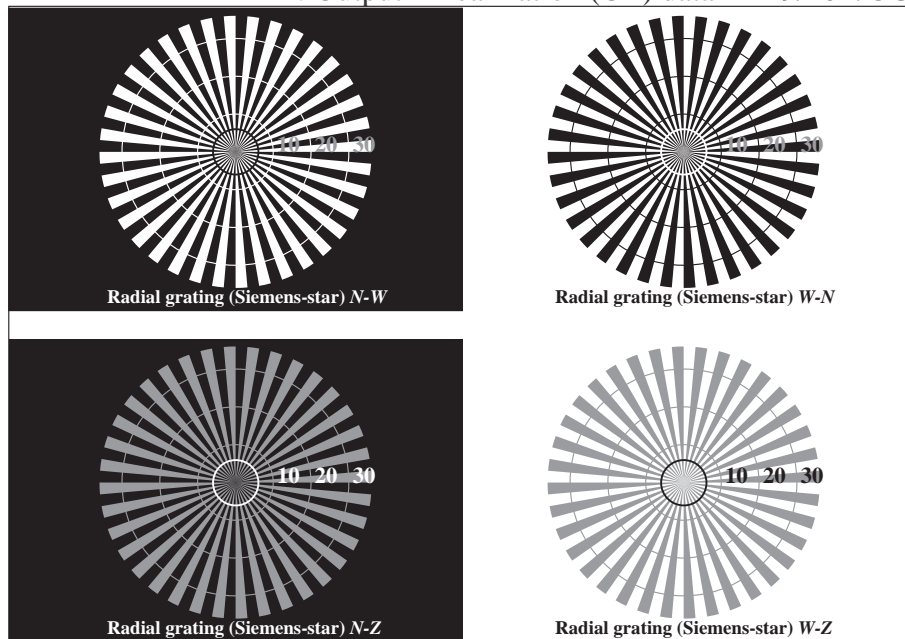 10 20 30
Radial grating (Siemens-star) N-W
10 20 30
Radial grating (Siemens-star) W-N
10 20 30
Radial grating (Siemens-star) N-Z
10 20 30
Radial grating (Siemens-star) W-Z